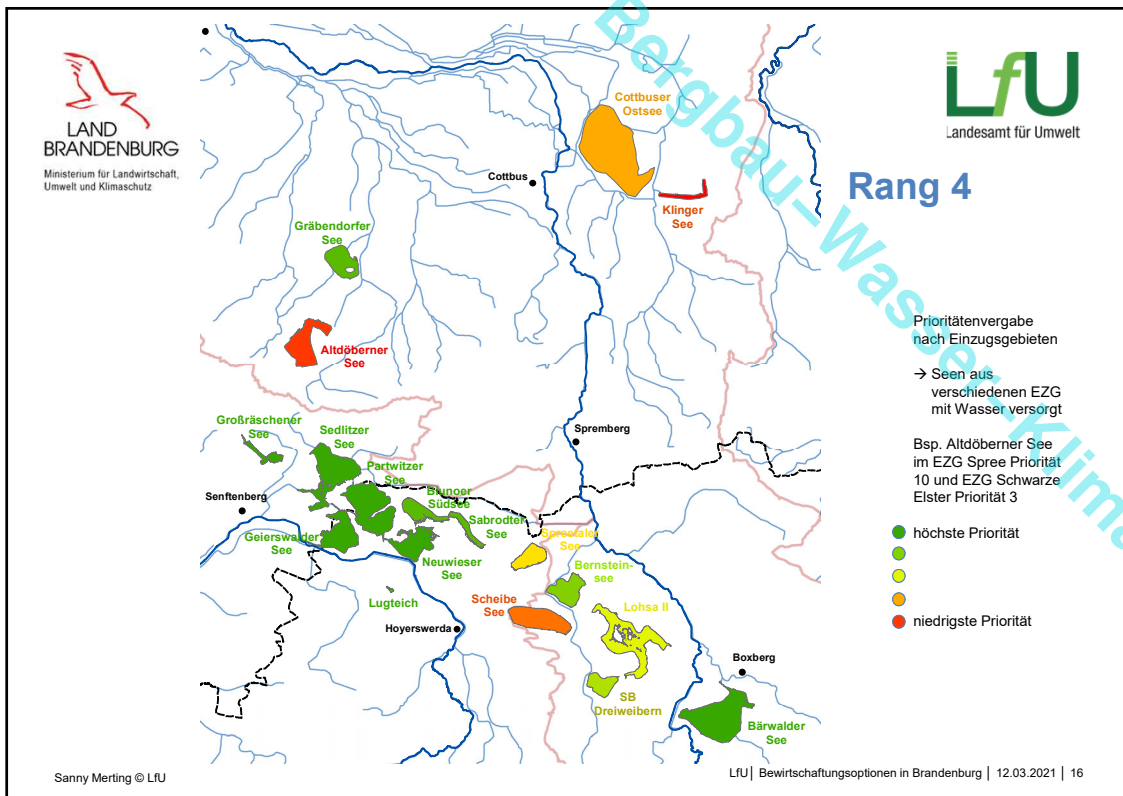 LAND
BRANDENBURG
Ministerium für Landwirtschaft,
Umwelt und Klimaschutz
LfU
Landesamt für Umwelt
Rang 4
Bergbau–Wasser–Klima
Cottbuser
Ostsee
Cottbus
Klinger
See
Gräbendorfer
See
Altdöberner
See
Großräschener
See
Sedlitzer
See
Partwitzer
See
Spremberg
Senftenberg
Blunoer
Südsee
Sabrodter
See
Geierswalder
See
Neuwieser
See
Spreetaler
See
Bernstein-
see
Lugteich
Scheibe
See
Lohsa II
Hoyerswerda
Boxberg
SB
Dreiweibern
Bärwalder
See
Prioritätenvergabe
nach Einzugsgebieten
→ Seen aus
verschiedenen EZG
mit Wasser versorgt
Bsp. Altdöberner See
im EZG Spree Priorität
10 und EZG Schwarze
Elster Priorität 3
höchste Priorität
niedrigste Priorität
Sanny Merting © LfU
LfU | Bewirtschaftungsoptionen in Brandenburg | 12.03.2021 | 16